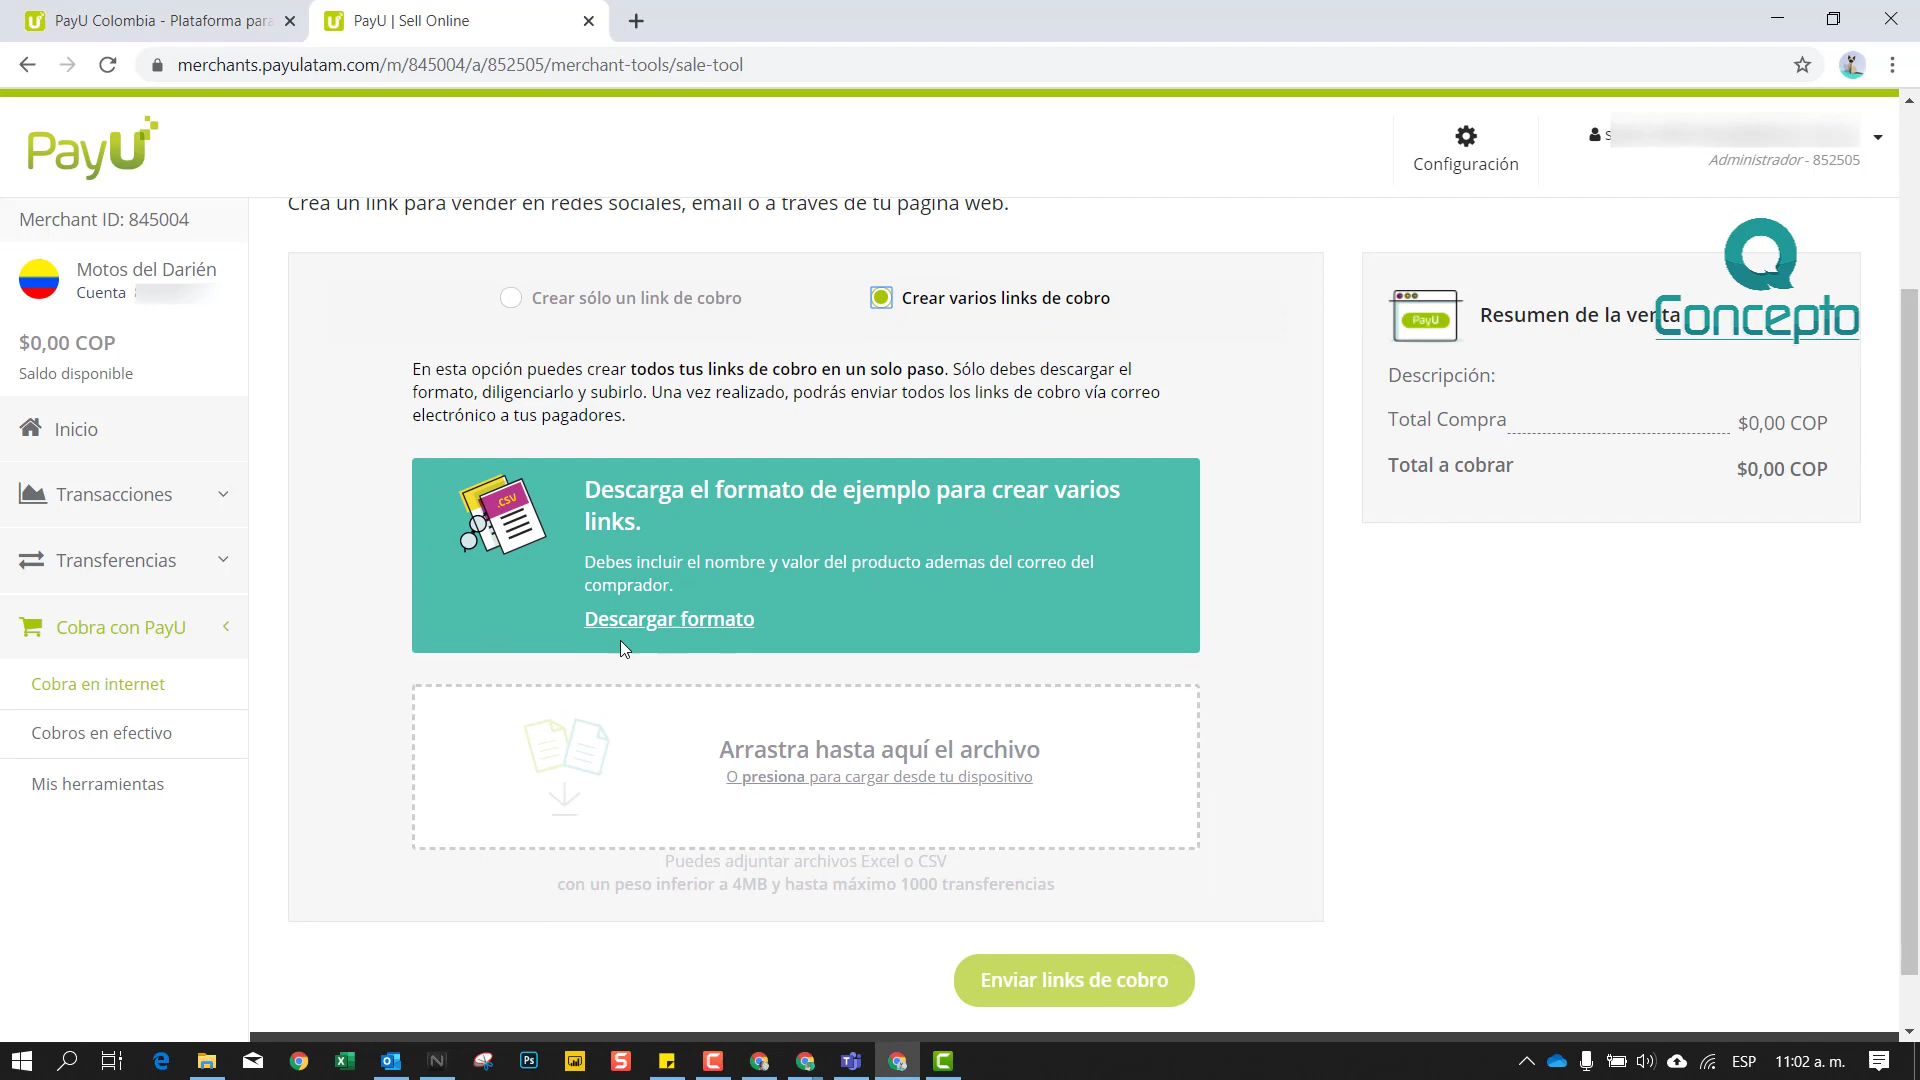 PayU Colombia - Plataforma para
PayU | Sell Online
merchants.payulatam.com/m/845004/a/852505/merchant-tools/sale-tool
PayU
Configuración
Administrador - 852505
Merchant ID: 845004
Motos del Darién
Cuenta
$0,00 COP
Saldo disponible
Inicio
Transacciones
Transferencias
Cobra con PayU
Cobra en internet
Cobros en efectivo
Mis herramientas
Crea un link para vender en redes sociales, email o a través de tu página web.
Crear sólo un link de cobro
Crear varios links de cobro
En esta opción puedes crear todos tus links de cobro en un solo paso. Sólo debes descargar el
formato, diligenciarlo y subirlo. Una vez realizado, podrás enviar todos los links de cobro vía correo
electrónico a tus pagadores.
.CSV
Descarga el formato de ejemplo para crear varios
links.
Debes incluir el nombre y valor del producto ademas del correo del
comprador.
Descargar formato
Arrastra hasta aquí el archivo
O presiona para cargar desde tu dispositivo
Puedes adjuntar archivos Excel o CSV
con un peso inferior a 4MB y hasta máximo 1000 transferencias
Enviar links de cobro
PayU
Resumen de la venta
Concepto
Descripción:
Total Compra $0,00 COP
Total a cobrar $0,00 COP
ESP
11:02 a. m.